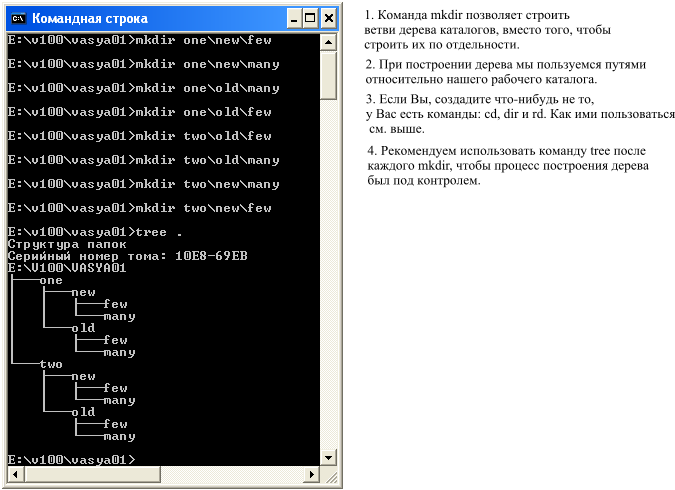 Командная строка
E:\v100\vasya01>mkdir one\new\few
E:\v100\vasya01>mkdir one\new\many
E:\v100\vasya01>mkdir one\old\many
E:\v100\vasya01>mkdir one\old\few
E:\v100\vasya01>mkdir two\old\few
E:\v100\vasya01>mkdir two\old\many
E:\v100\vasya01>mkdir two\new\many
E:\v100\vasya01>mkdir two\new\few
E:\v100\vasya01>tree .
Структура папок
Серийный номер тома: 10E8-69EB
E:\V100\VASYA01
├───one
│   ├───new
│   │   ├───few
│   │   └───many
│   └───old
│       ├───few
│       └───many
└───two
    ├───new
    │   ├───few
    │   └───many
    └───old
        ├───few
        └───many
E:\v100\vasya01>
1. Команда mkdir позволяет строить
ветви дерева каталогов, вместо того, чтобы
строить их по отдельности.
2. При построении дерева мы пользуемся путями
относительно нашего рабочего каталога.
3. Если Вы, создадите что-нибудь не то,
у Вас есть команды: cd, dir и rd. Как ими пользоваться
см. выше.
4. Рекомендуем использовать команду tree после
каждого mkdir, чтобы процесс построения дерева
был под контролем.